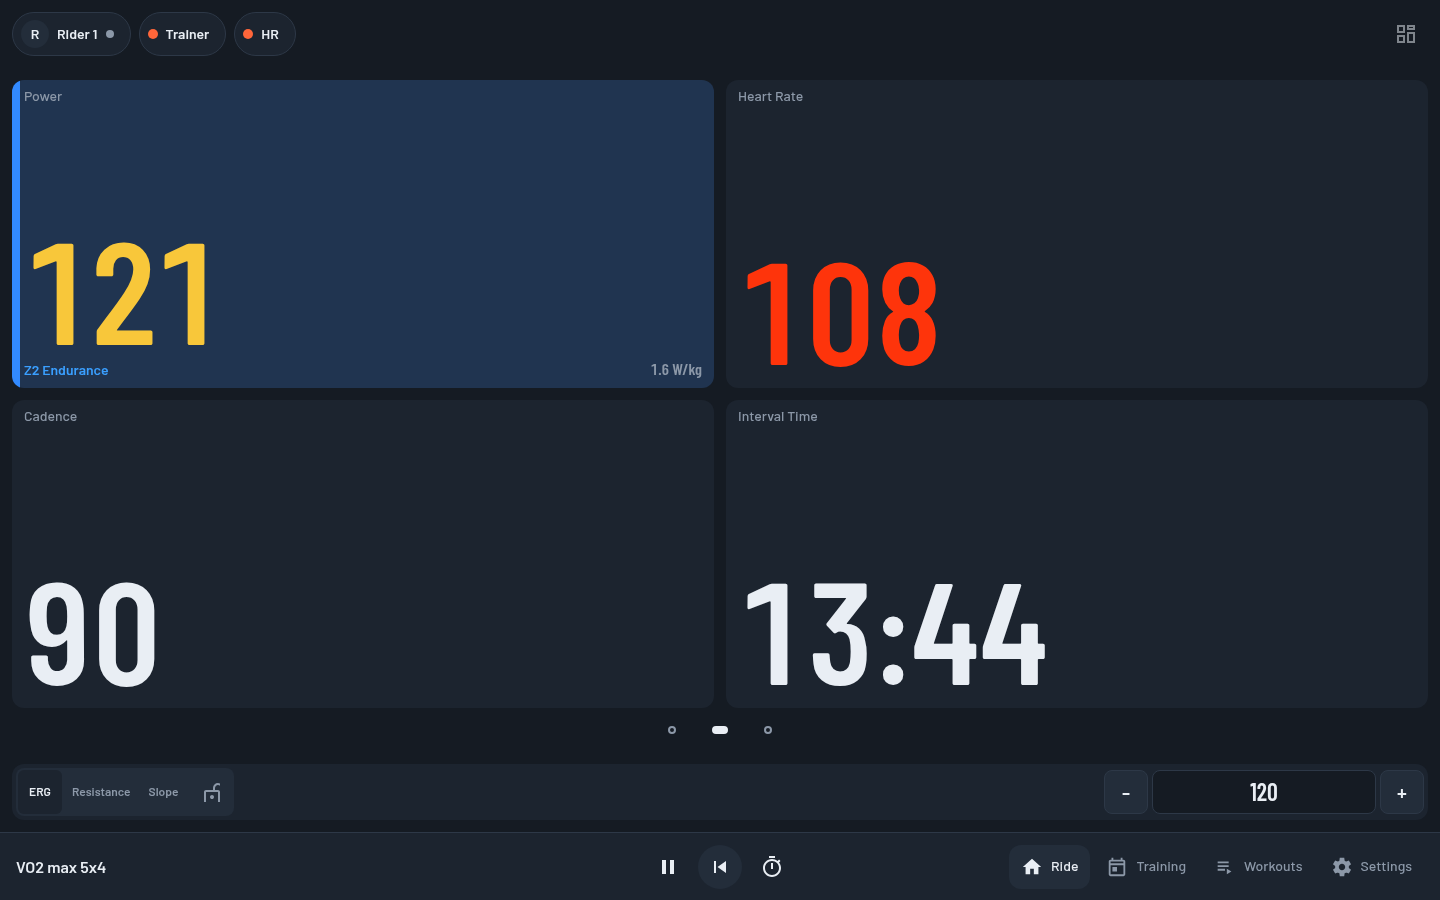 R Rider 1
Trainer
HR
Power
121
Z2 Endurance
1.6 W/kg
Heart Rate
108
Cadence
90
Interval Time
13:44
ERG
Resistance
Slope
-
120
+
VO2 max 5x4
Ride
Training
Workouts
Settings